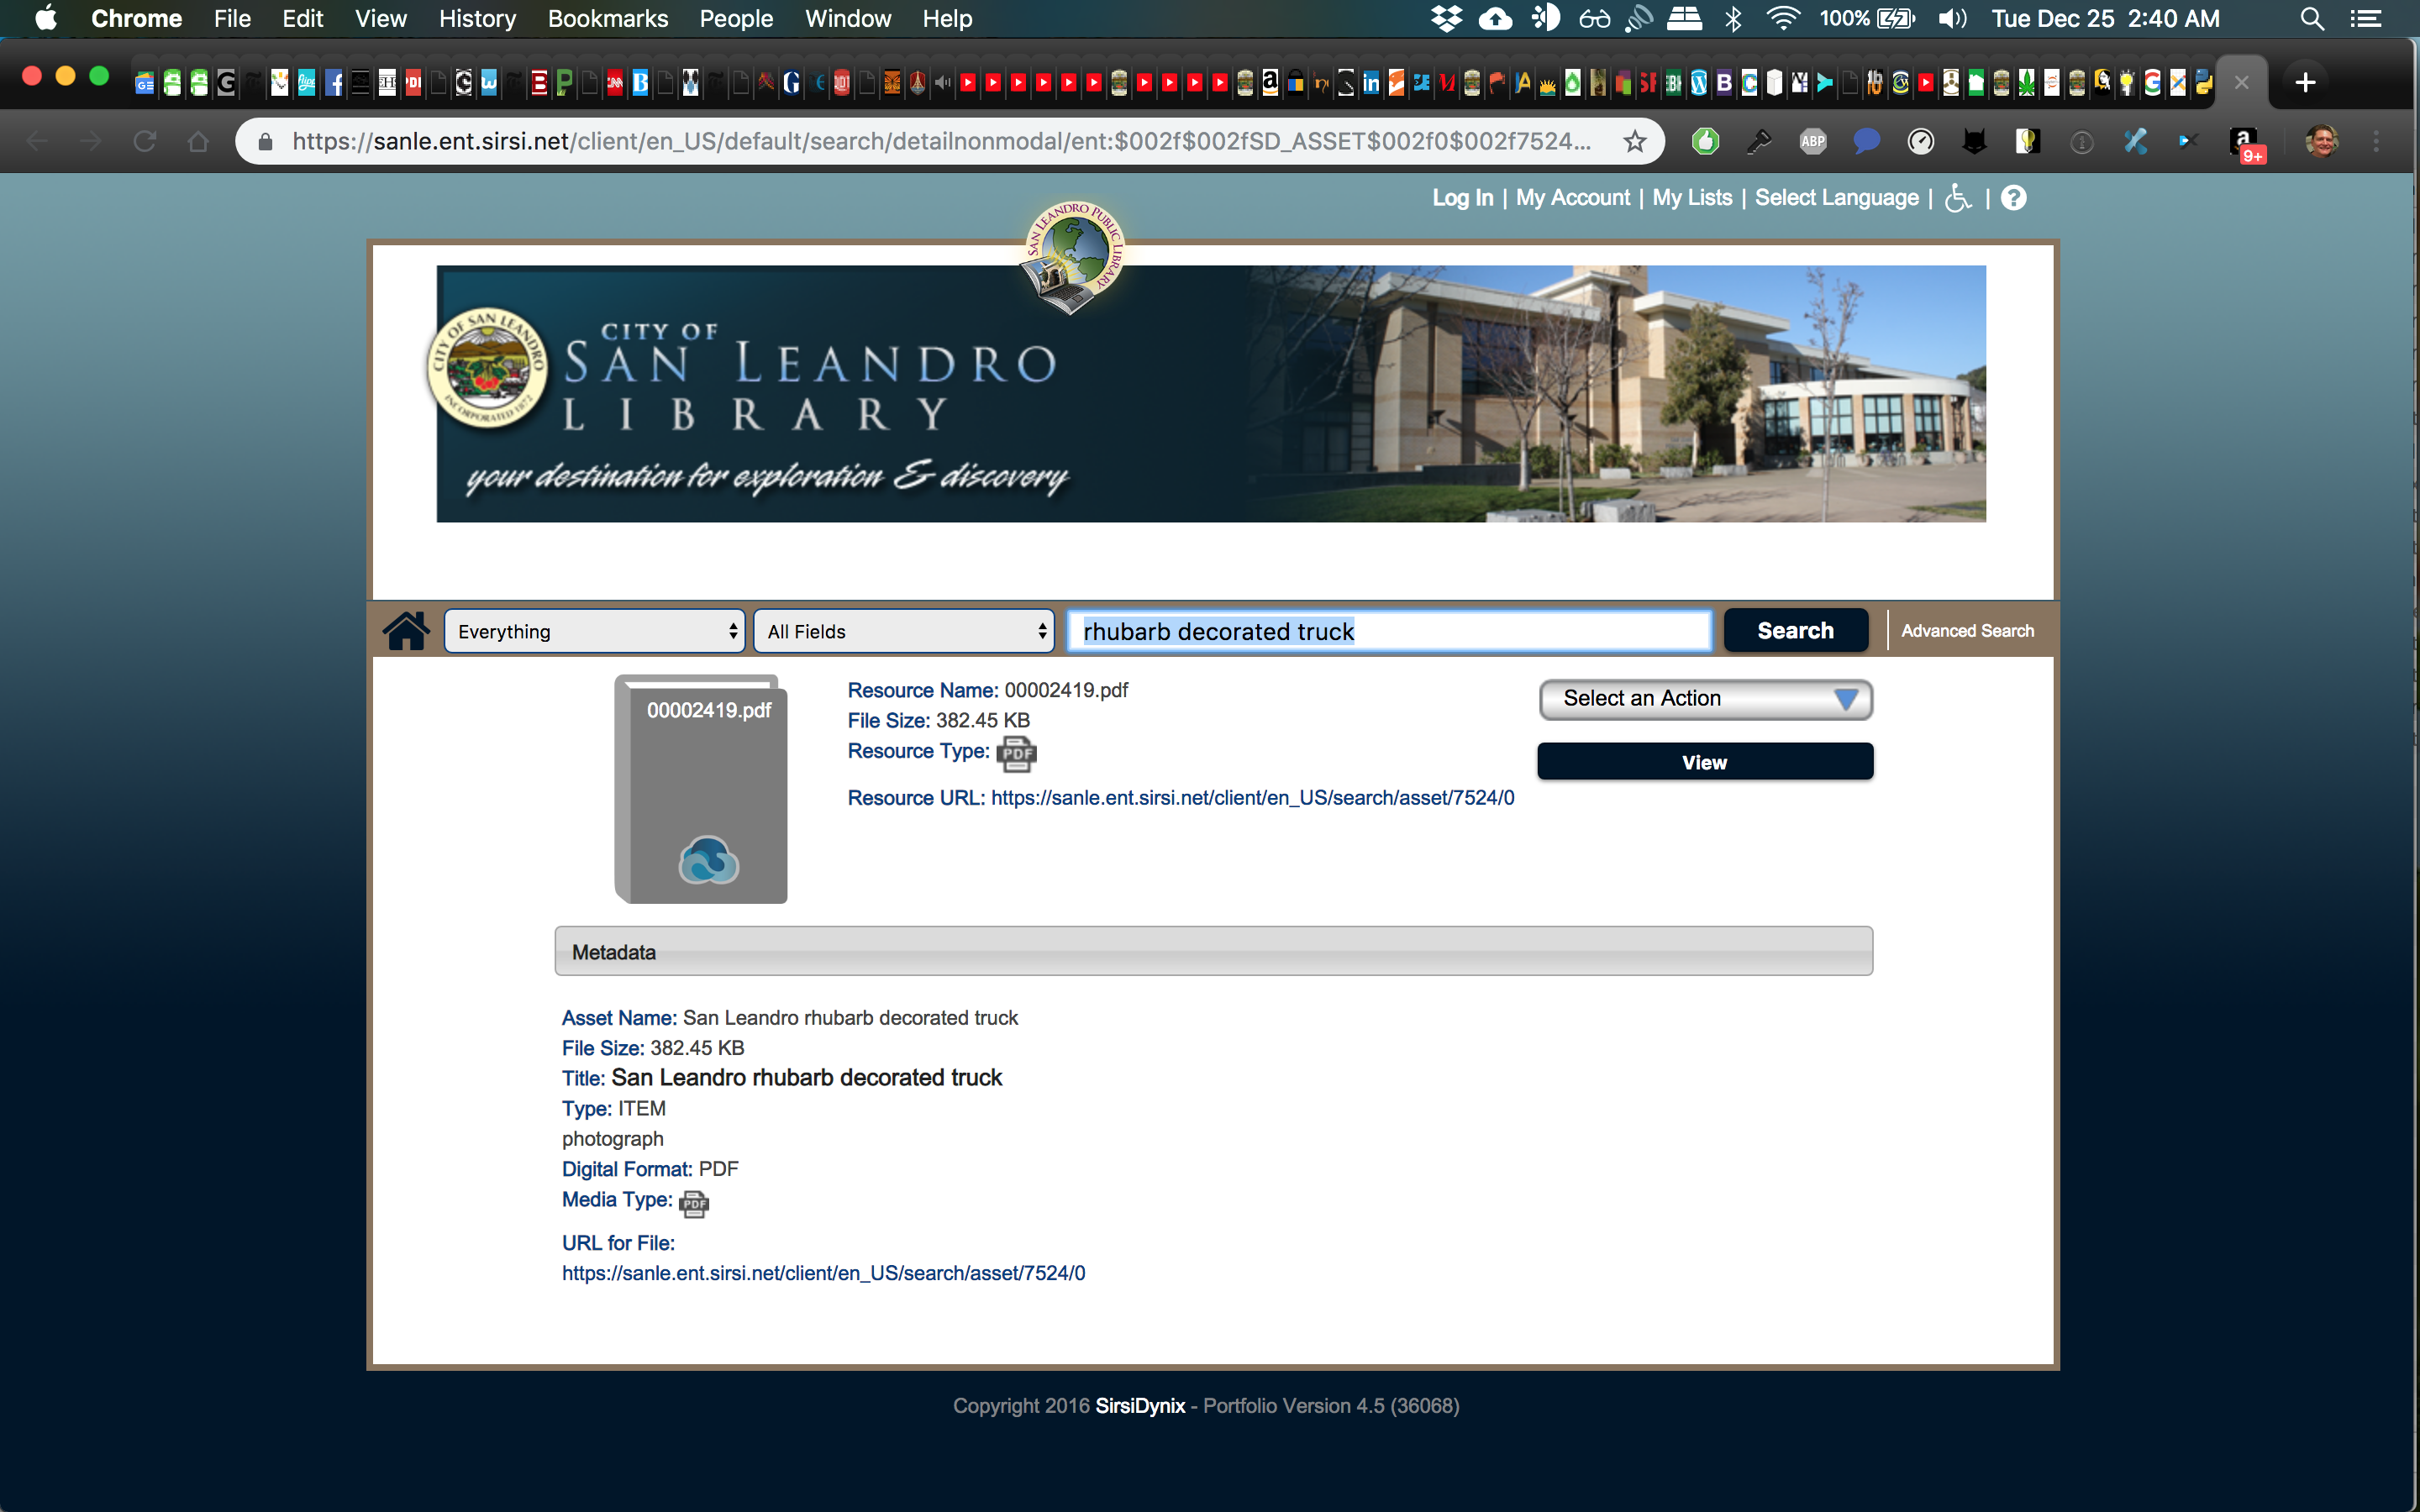 Chrome File Edit View History Bookmarks People Window Help 100% Tue Dec 25 2:40 AM
https://sanle.ent.sirsi.net/client/en_US/default/search/detailnonmodal/ent:$002f$002fSD_ASSET$002f0$002f7524... ABP 9+
Log In | My Account | My Lists | Select Language | | ?
SAN LEANDRO PUBLIC LIBRARY
CITY OF SAN LEANDRO
INCORPORATED 1872
CITY OF
SAN LEANDRO
LIBRARY
your destination for exploration & discovery
Everything All Fields rhubarb decorated truck Search Advanced Search
00002419.pdf
Resource Name: 00002419.pdf
File Size: 382.45 KB
Resource Type: PDF
Resource URL: https://sanle.ent.sirsi.net/client/en_US/search/asset/7524/0
Select an Action
View
Metadata
Asset Name: San Leandro rhubarb decorated truck
File Size: 382.45 KB
Title: San Leandro rhubarb decorated truck
Type: ITEM
photograph
Digital Format: PDF
Media Type: PDF
URL for File:
https://sanle.ent.sirsi.net/client/en_US/search/asset/7524/0
Copyright 2016 SirsiDynix - Portfolio Version 4.5 (36068)